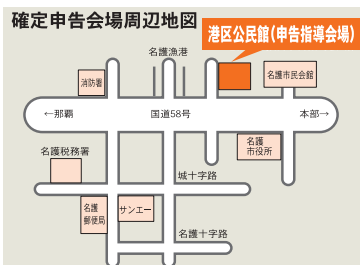 確定申告会場周辺地図
港区公民館(申告指導会場)
名護漁港
消防署
名護市民会館
←那覇
国道58号
本部→
名護税務署
名護
市役所
城十字路
名護
郵便局
サンエー
名護十字路